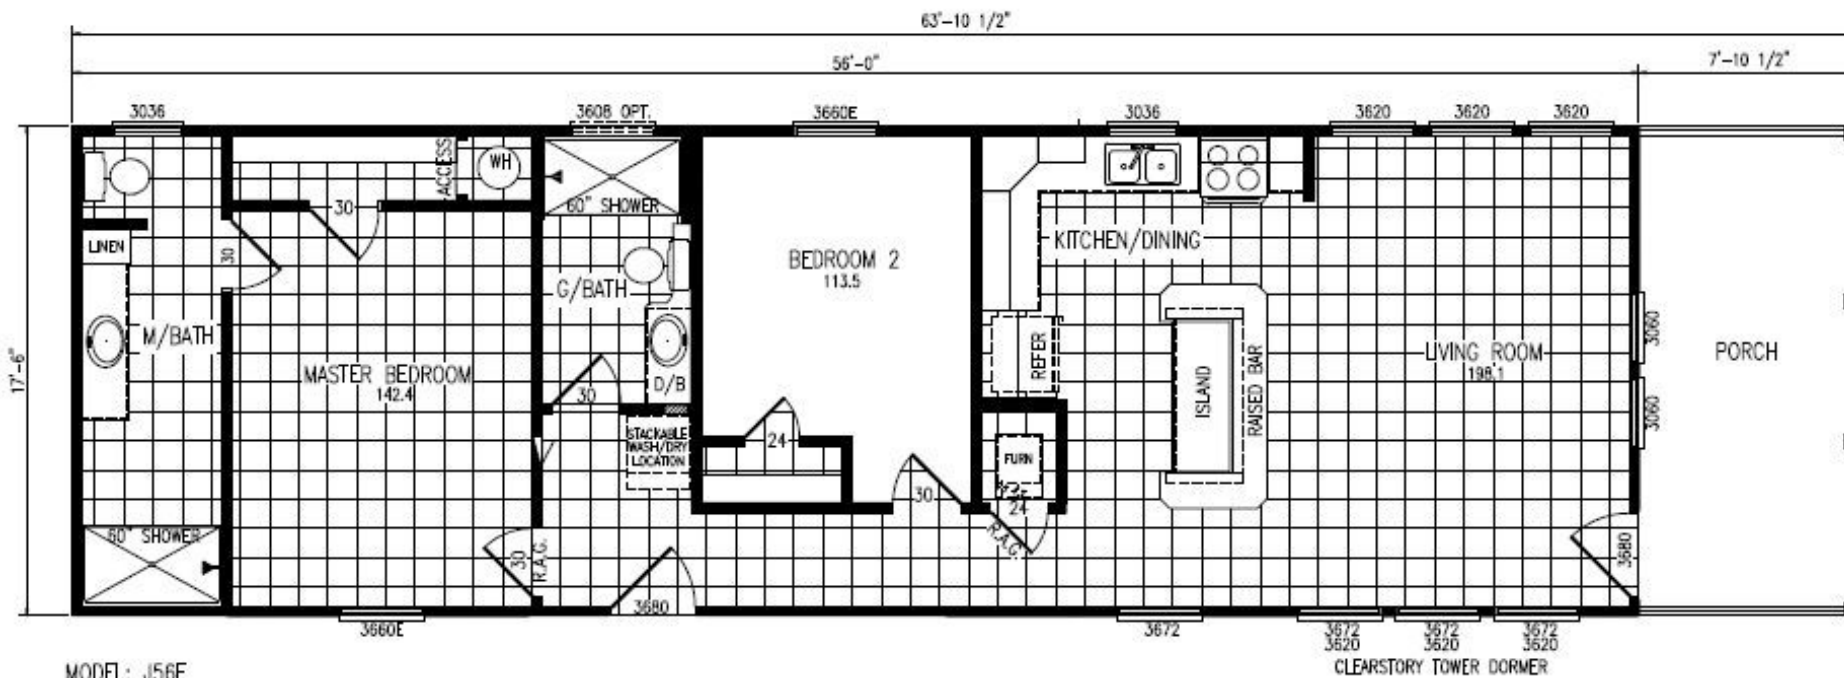 63'-10 1/2"
56'-0"
7'-10 1/2"
3036
3608 OPT.
3660E
3036
3620
3620
3620
17'-6"
ACCESS
WH
30
60" SHOWER
LINEN
30
M/BATH
G/BATH
MASTER BEDROOM
142.4
D/B
30
BEDROOM 2
113.5
KITCHEN/DINING
REFER
ISLAND
RAISED BAR
LIVING ROOM
198.1
3060
3060
PORCH
STACKABLE
WASH/DRY
LOCATION
24
FURN
24
30
R.A.G.
60" SHOWER
30
R.A.G.
3680
3680
3660E
3672
3672
3620
3672
3620
3672
3620
CLEARSTORY TOWER DORMER
MODEL: J56E